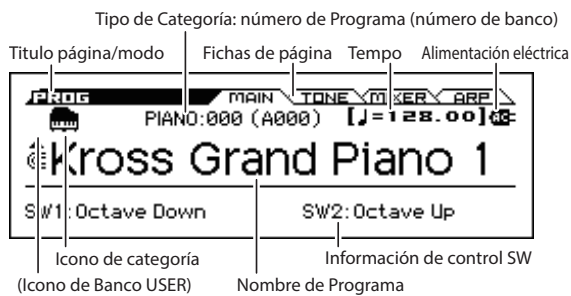 Tipo de Categoría: número de Programa (número de banco)
Titulo página/modo Fichas de página Tempo Alimentación eléctrica
PROG MAIN TONE MIXER ARP
PIANO:000 (A000) [♩=128.00]
Kross Grand Piano 1
SW1:Octave Down SW2:Octave Up
Icono de categoría Información de control SW
(Icono de Banco USER) Nombre de Programa